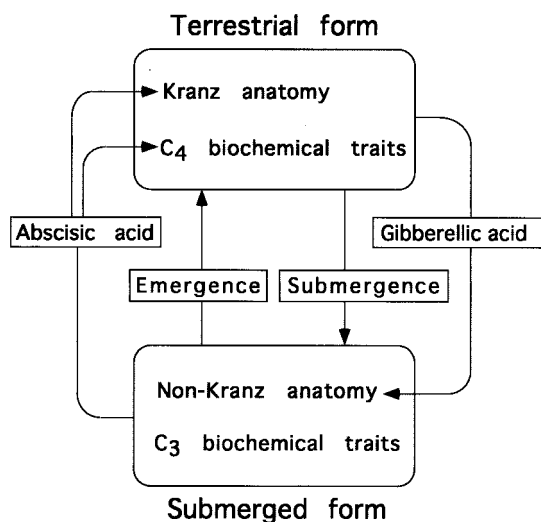 Terrestrial form
Kranz anatomy
C4 biochemical traits
Abscisic acid
Gibberellic acid
Emergence
Submergence
Non-Kranz anatomy
C3 biochemical traits
Submerged form